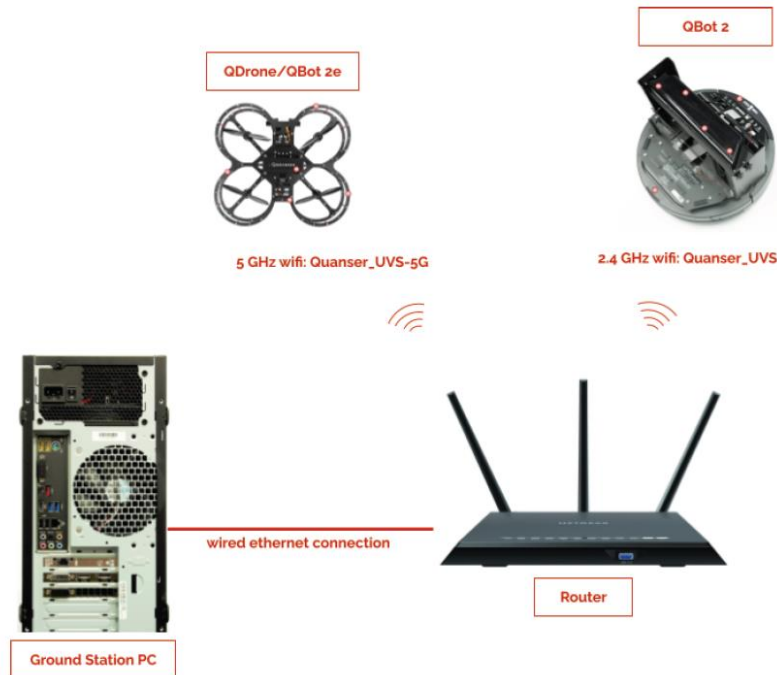 QBot 2
QDrone/QBot 2e
5 GHz wifi: Quanser_UVS-5G
2.4 GHz wifi: Quanser_UVS
NETGEAR
wired ethernet connection
Router
Ground Station PC